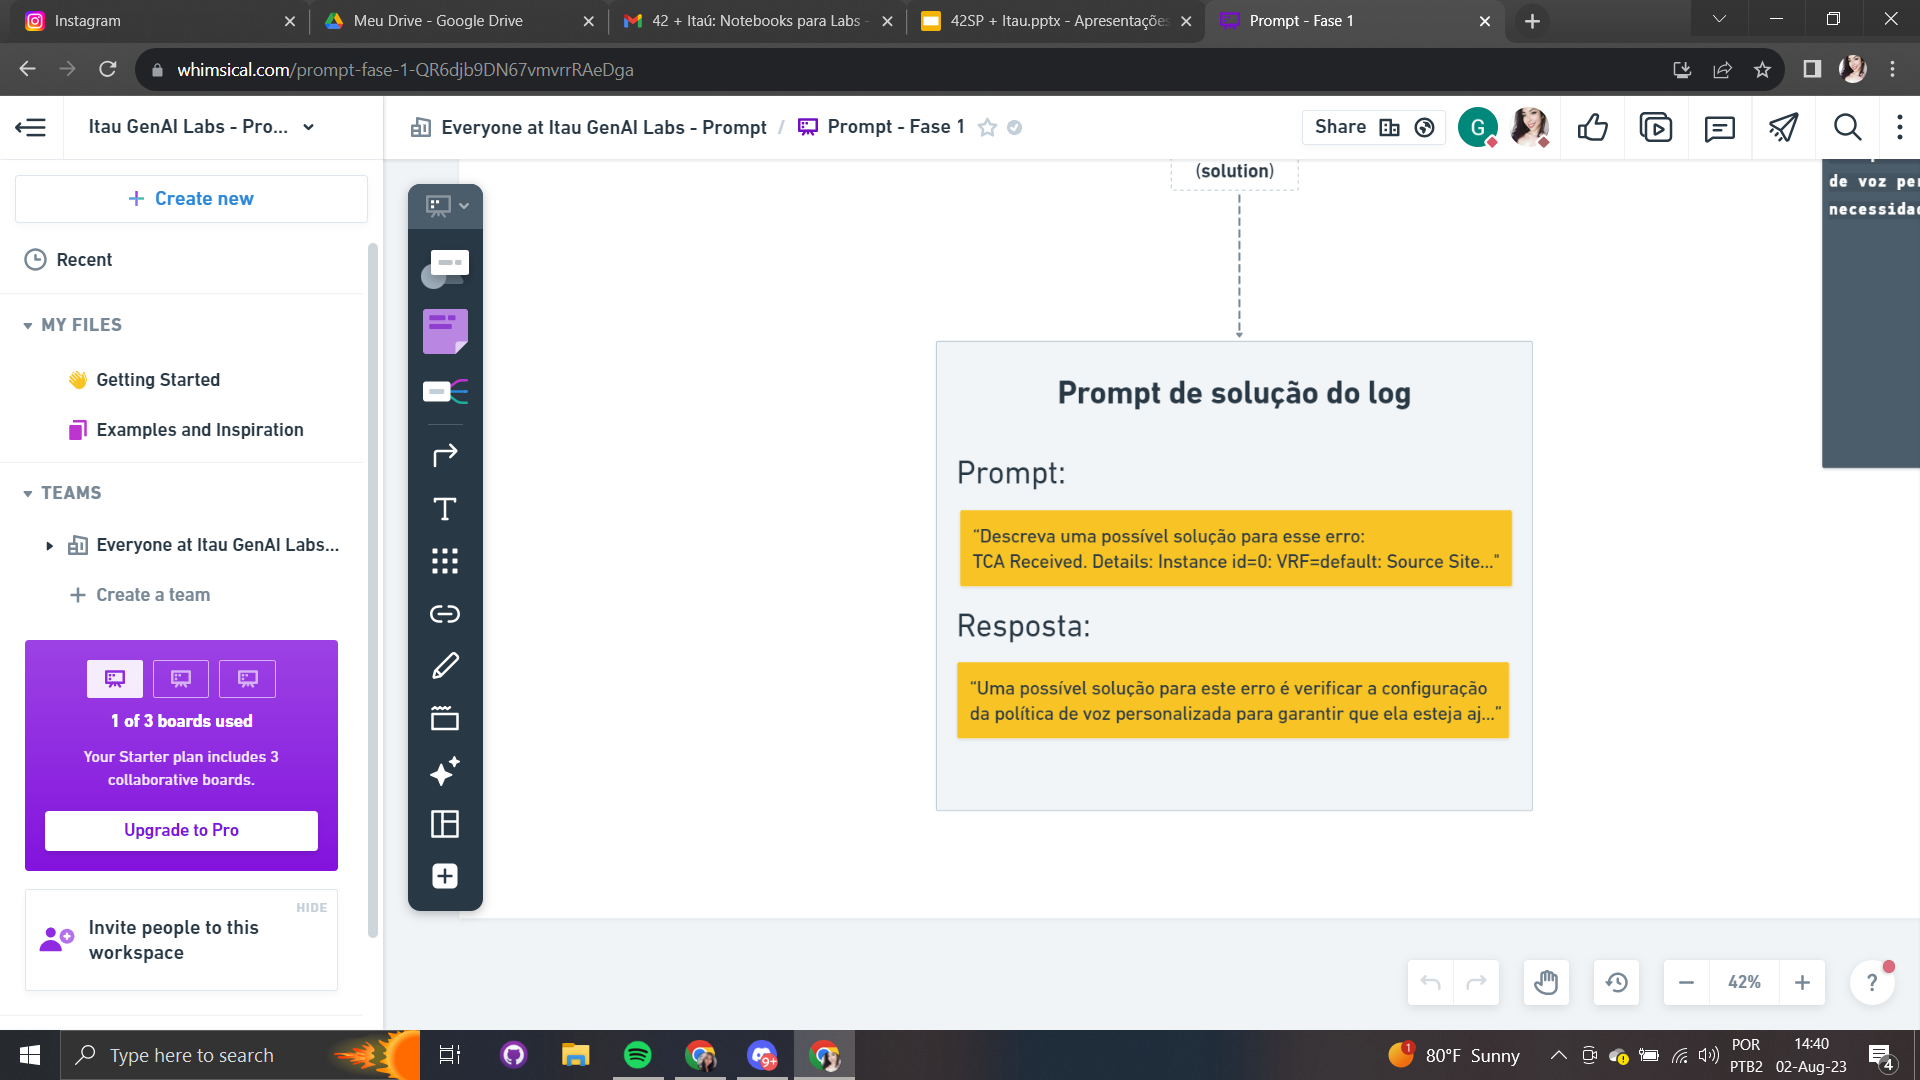 Instagram
Meu Drive - Google Drive
42 + Itaú: Notebooks para Labs -
42SP + Itau.pptx - Apresentações
Prompt - Fase 1
whimsical.com/prompt-fase-1-QR6djb9DN67vmvrrRAeDga
Itau GenAI Labs - Pro...
Everyone at Itau GenAI Labs - Prompt / Prompt - Fase 1
Share
G
Create new
Recent
MY FILES
Getting Started
Examples and Inspiration
TEAMS
Everyone at Itau GenAI Labs...
Create a team
1 of 3 boards used
Your Starter plan includes 3
collaborative boards.
Upgrade to Pro
HIDE
Invite people to this
workspace
(solution)
Prompt de solução do log
Prompt:
“Descreva uma possível solução para esse erro:
TCA Received. Details: Instance id=0: VRF=default: Source Site..."
Resposta:
“Uma possível solução para este erro é verificar a configuração
da política de voz personalizada para garantir que ela esteja aj..."
de voz per
necessidad
42%
?
Type here to search
9+
1
80°F Sunny
POR
PTB2
14:40
02-Aug-23
4